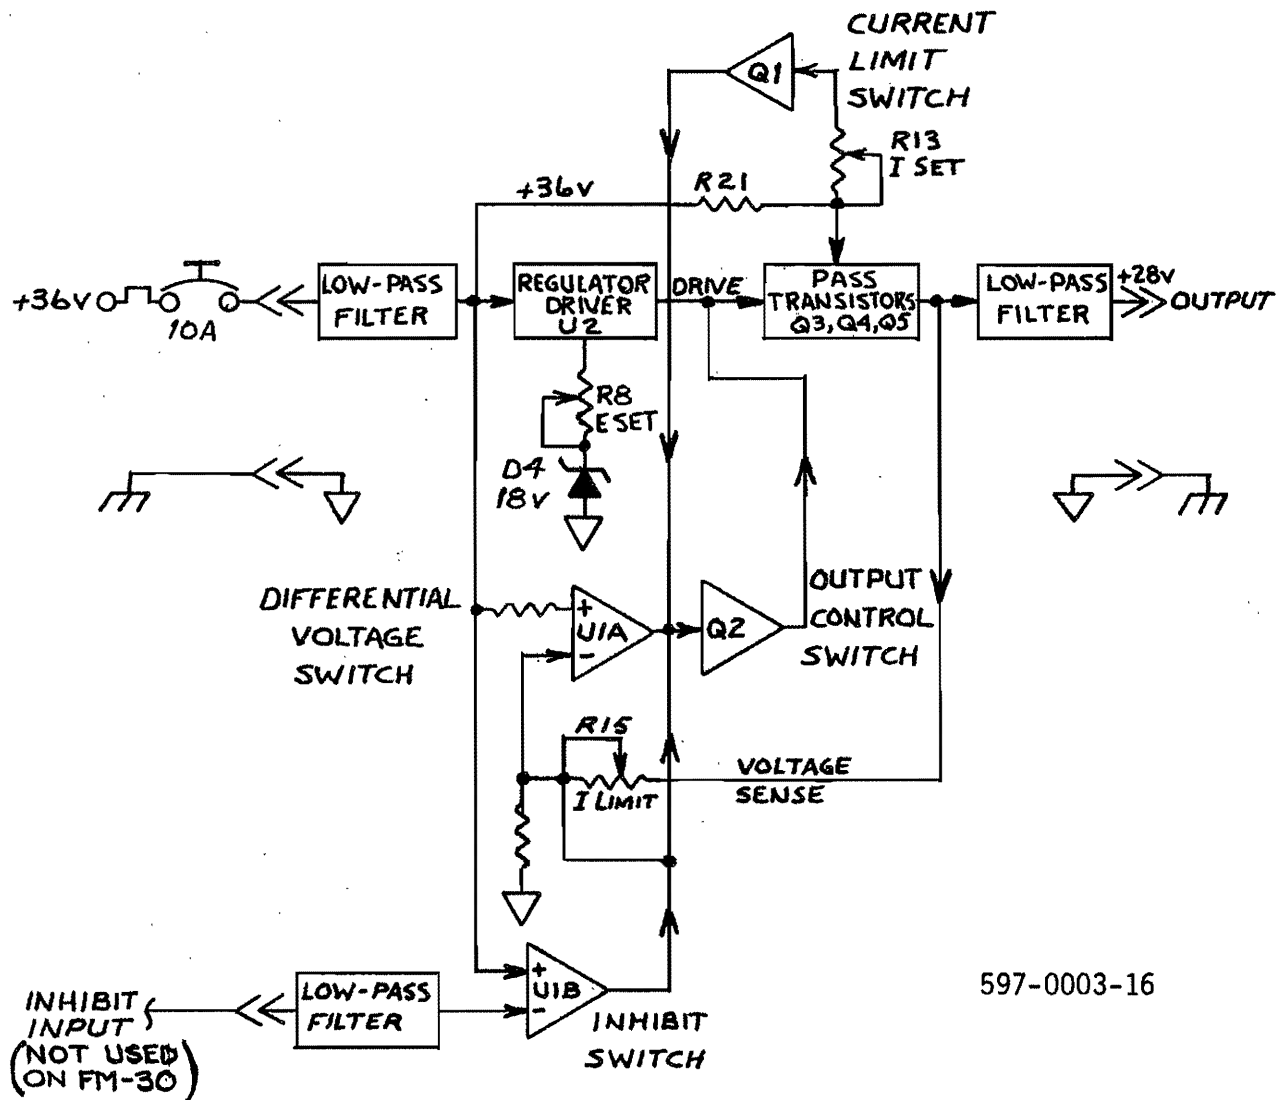 CURRENT
LIMIT
SWITCH
Q1
R13
I SET
+36V
R21
+36V
10A
LOW-PASS
FILTER
REGULATOR
DRIVER
U2
DRIVE
PASS
TRANSISTORS
Q3, Q4, Q5
LOW-PASS
FILTER
+28V
OUTPUT
R8
E SET
D4
18V
DIFFERENTIAL
VOLTAGE
SWITCH
+
U1A
-
Q2
OUTPUT
CONTROL
SWITCH
R15
I LIMIT
VOLTAGE
SENSE
INHIBIT
INPUT
(NOT USED
ON FM-30)
LOW-PASS
FILTER
+
U1B
-
INHIBIT
SWITCH
597-0003-16